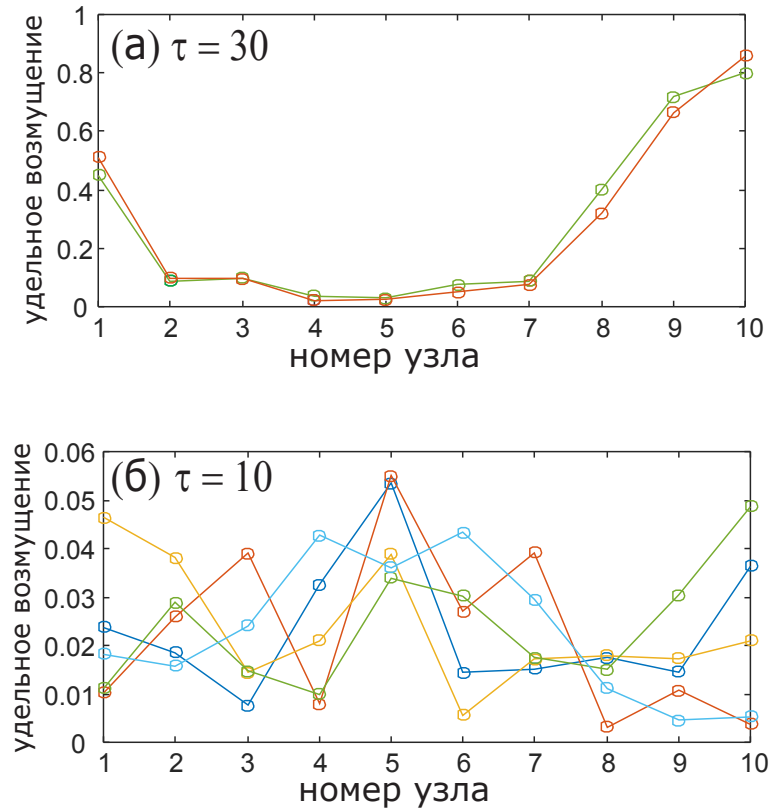 (а) τ = 30
удельное возмущение
1
0.8
0.6
0.4
0.2
0
1 2 3 4 5 6 7 8 9 10
номер узла
(б) τ = 10
удельное возмущение
0.06
0.05
0.04
0.03
0.02
0.01
0
1 2 3 4 5 6 7 8 9 10
номер узла